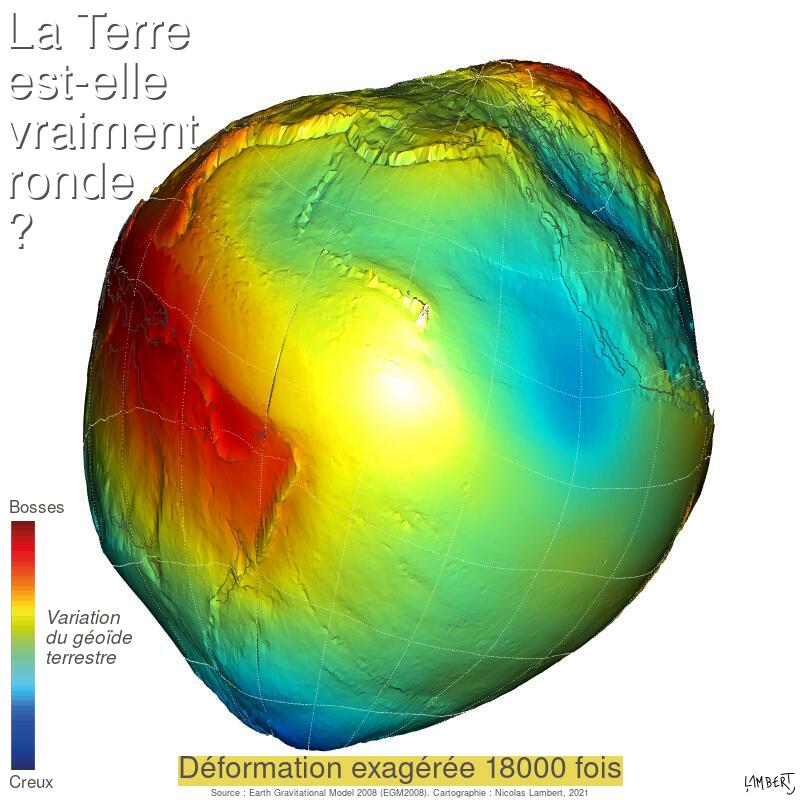 La Terre
est-elle
vraiment
ronde
?
Bosses
Variation
du géoïde
terrestre
Creux
Déformation exagérée 18000 fois
Source : Earth Gravitational Model 2008 (EGM2008). Cartographie : Nicolas Lambert, 2021
LAMBERT